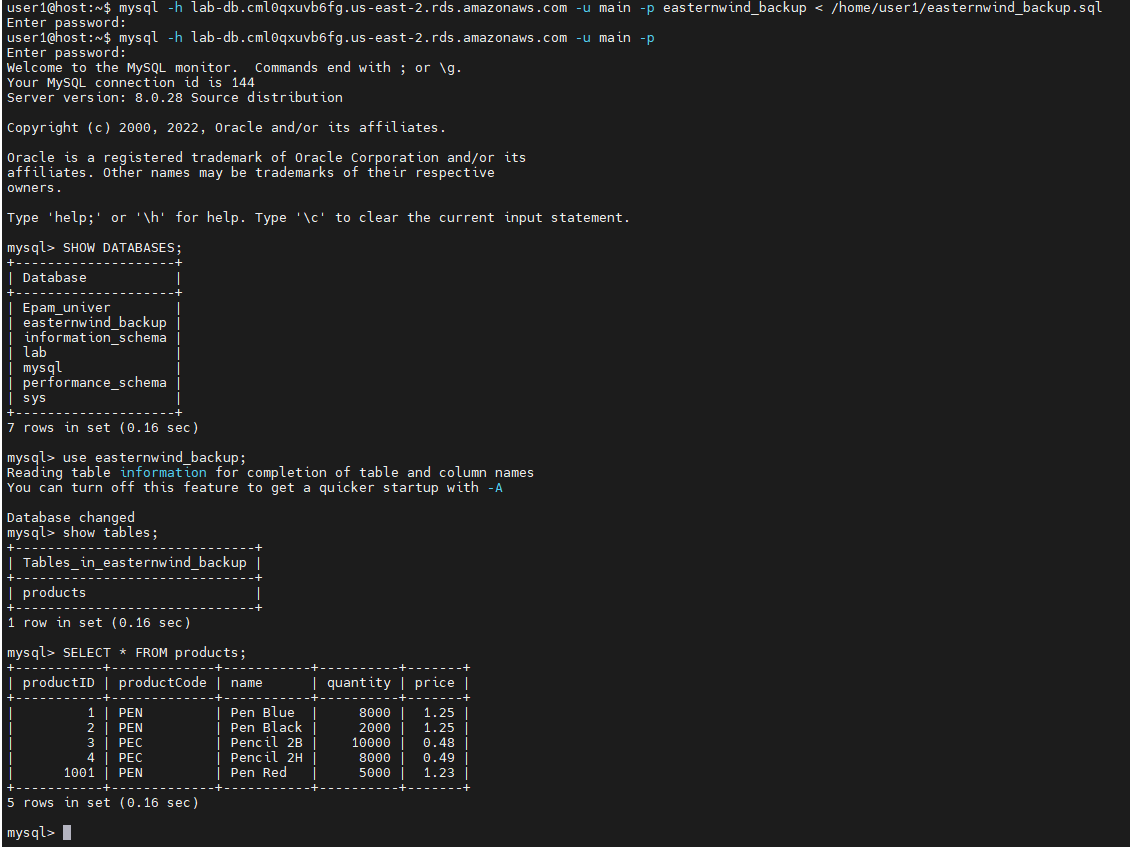 user1@host:~$ mysql -h lab-db.cml0qxuvb6fg.us-east-2.rds.amazonaws.com -u main -p easternwind_backup < /home/user1/easternwind_backup.sql
Enter password:
user1@host:~$ mysql -h lab-db.cml0qxuvb6fg.us-east-2.rds.amazonaws.com -u main -p
Enter password:
Welcome to the MySQL monitor.  Commands end with ; or \g.
Your MySQL connection id is 144
Server version: 8.0.28 Source distribution

Copyright (c) 2000, 2022, Oracle and/or its affiliates.

Oracle is a registered trademark of Oracle Corporation and/or its
affiliates. Other names may be trademarks of their respective
owners.

Type 'help;' or '\h' for help. Type '\c' to clear the current input statement.

mysql> SHOW DATABASES;
+--------------------+
| Database           |
+--------------------+
| Epam_univer        |
| easternwind_backup |
| information_schema |
| lab                |
| mysql              |
| performance_schema |
| sys                |
+--------------------+
7 rows in set (0.16 sec)

mysql> use easternwind_backup;
Reading table information for completion of table and column names
You can turn off this feature to get a quicker startup with -A

Database changed
mysql> show tables;
+------------------------------+
| Tables_in_easternwind_backup |
+------------------------------+
| products                     |
+------------------------------+
1 row in set (0.16 sec)

mysql> SELECT * FROM products;
+-----------+-------------+-----------+----------+-------+
| productID | productCode | name      | quantity | price |
+-----------+-------------+-----------+----------+-------+
|         1 | PEN         | Pen Blue  |     8000 |  1.25 |
|         2 | PEN         | Pen Black |     2000 |  1.25 |
|         3 | PEC         | Pencil 2B |    10000 |  0.48 |
|         4 | PEC         | Pencil 2H |     8000 |  0.49 |
|      1001 | PEN         | Pen Red   |     5000 |  1.23 |
+-----------+-------------+-----------+----------+-------+
5 rows in set (0.16 sec)

mysql>